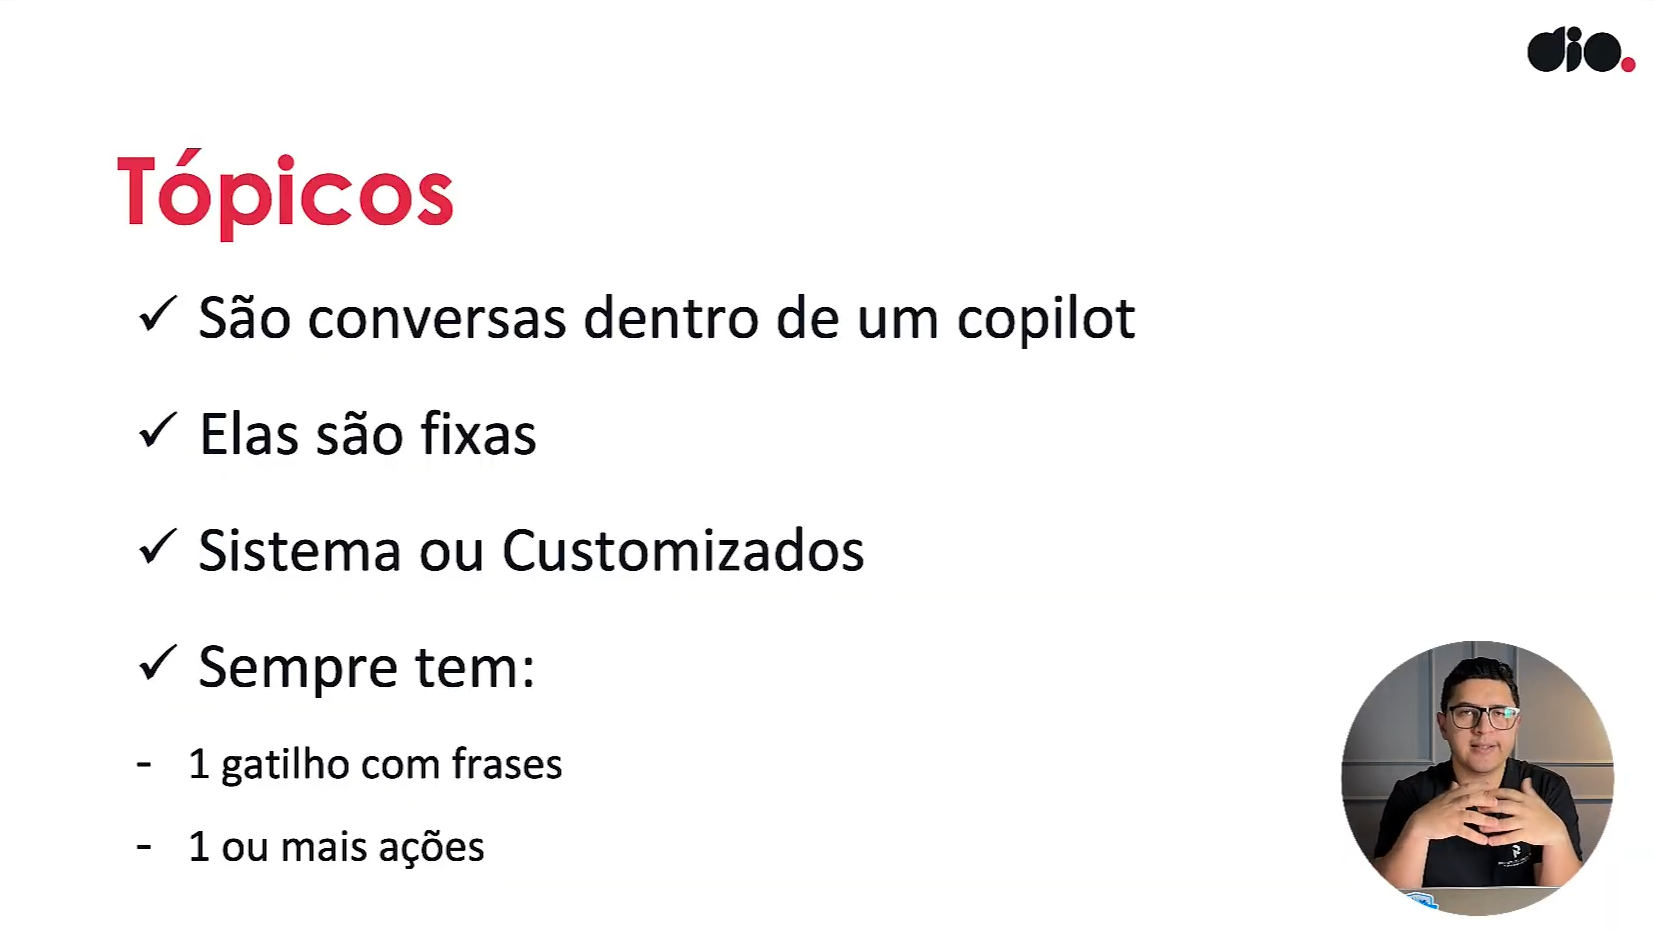 dio.
Tópicos
✓ São conversas dentro de um copilot
✓ Elas são fixas
✓ Sistema ou Customizados
✓ Sempre tem:
- 1 gatilho com frases
- 1 ou mais ações